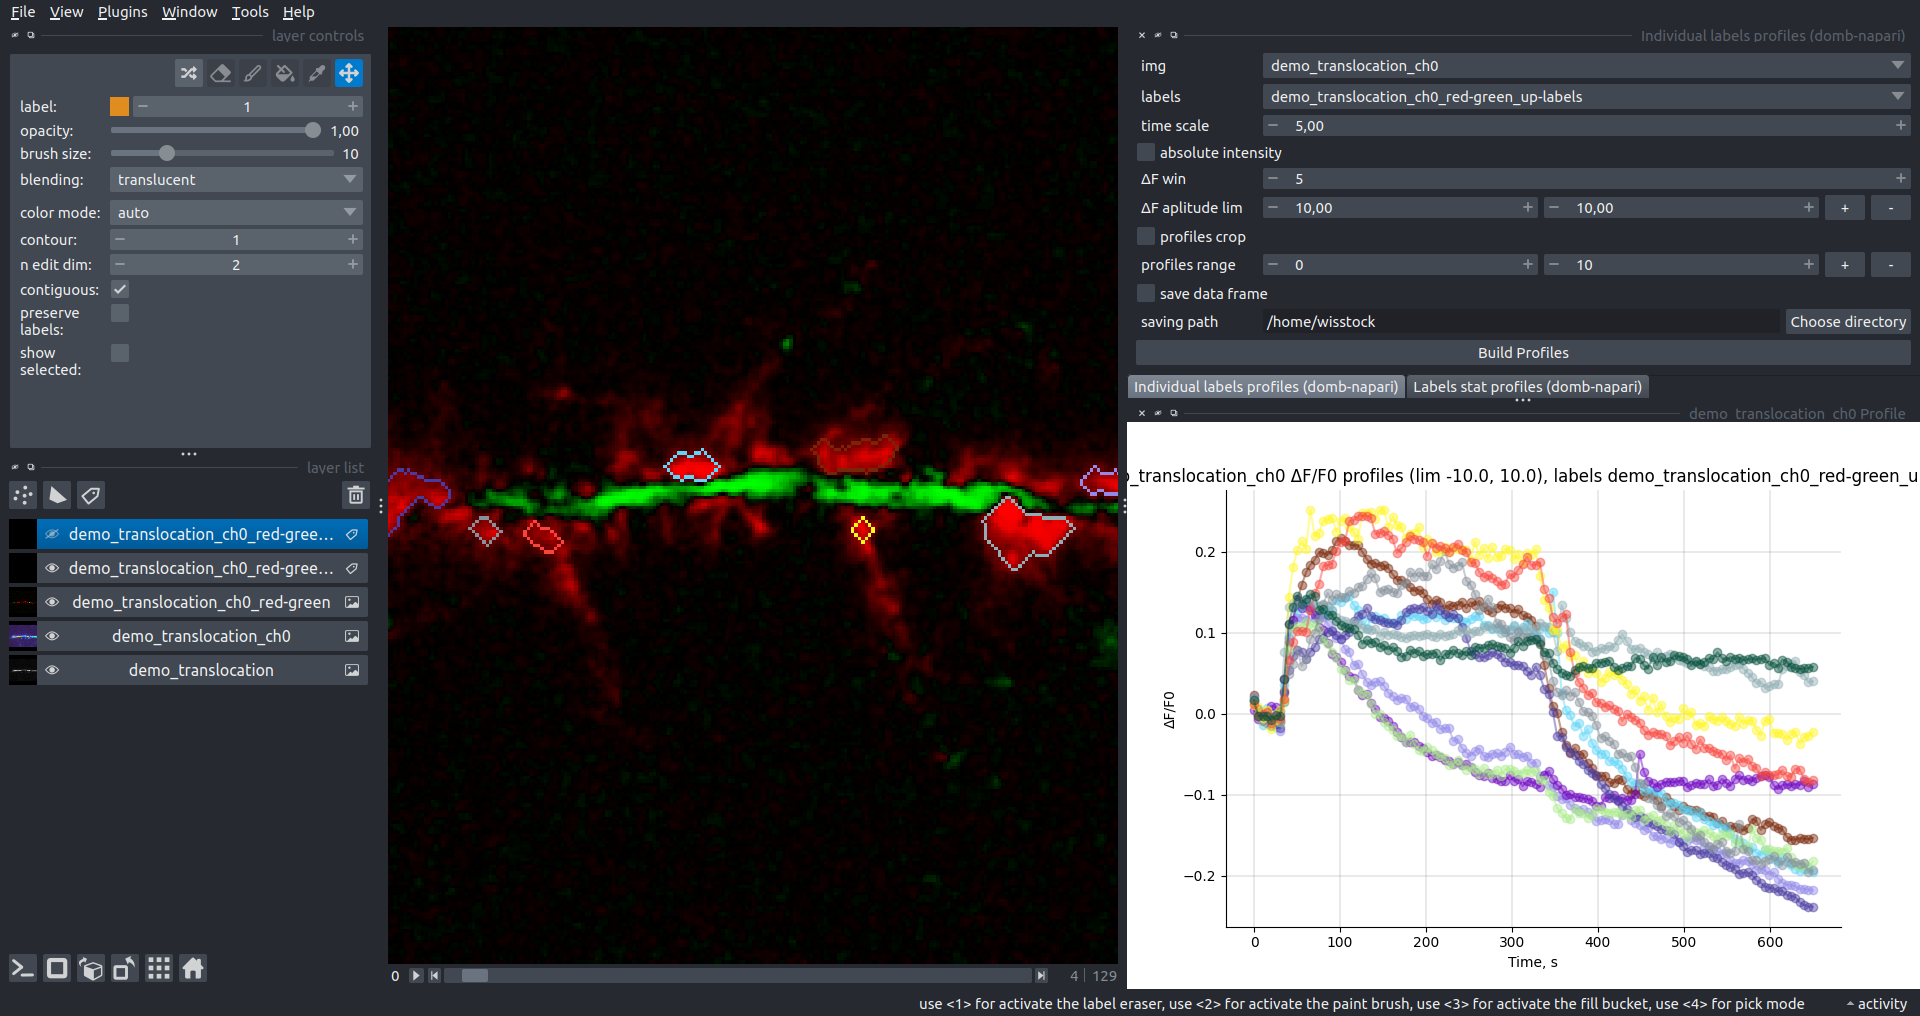 File View Plugins Window Tools Help
layer controls
label: 1
opacity: 1,00
brush size: 10
blending: translucent
color mode: auto
contour: 1
n edit dim: 2
contiguous:
preserve
labels:
show
selected:
layer list
demo_translocation_ch0_red-gree...
demo_translocation_ch0_red-gree...
demo_translocation_ch0_red-green
demo_translocation_ch0
demo_translocation
0 4 129
Individual labels profiles (domb-napari)
img demo_translocation_ch0
labels demo_translocation_ch0_red-green_up-labels
time scale 5,00
absolute intensity
ΔF win 5
ΔF aplitude lim 10,00 10,00 + -
profiles crop
profiles range 0 10 + -
save data frame
saving path /home/wisstock Choose directory
Build Profiles
Individual labels profiles (domb-napari) Labels stat profiles (domb-napari)
demo_translocation_ch0 Profile
o_translocation_ch0 ΔF/F0 profiles (lim -10.0, 10.0), labels demo_translocation_ch0_red-green_u
ΔF/F0
0.2
0.1
0.0
−0.1
−0.2
0 100 200 300 400 500 600
Time, s
use <1> for activate the label eraser, use <2> for activate the paint brush, use <3> for activate the fill bucket, use <4> for pick mode
activity